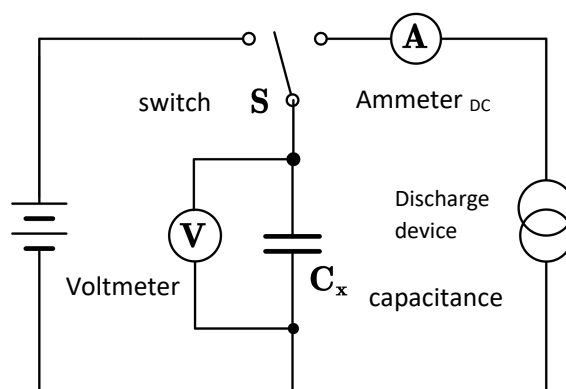 A
switch
S
Ammeter DC
V
Discharge
device
Voltmeter
Cx
capacitance